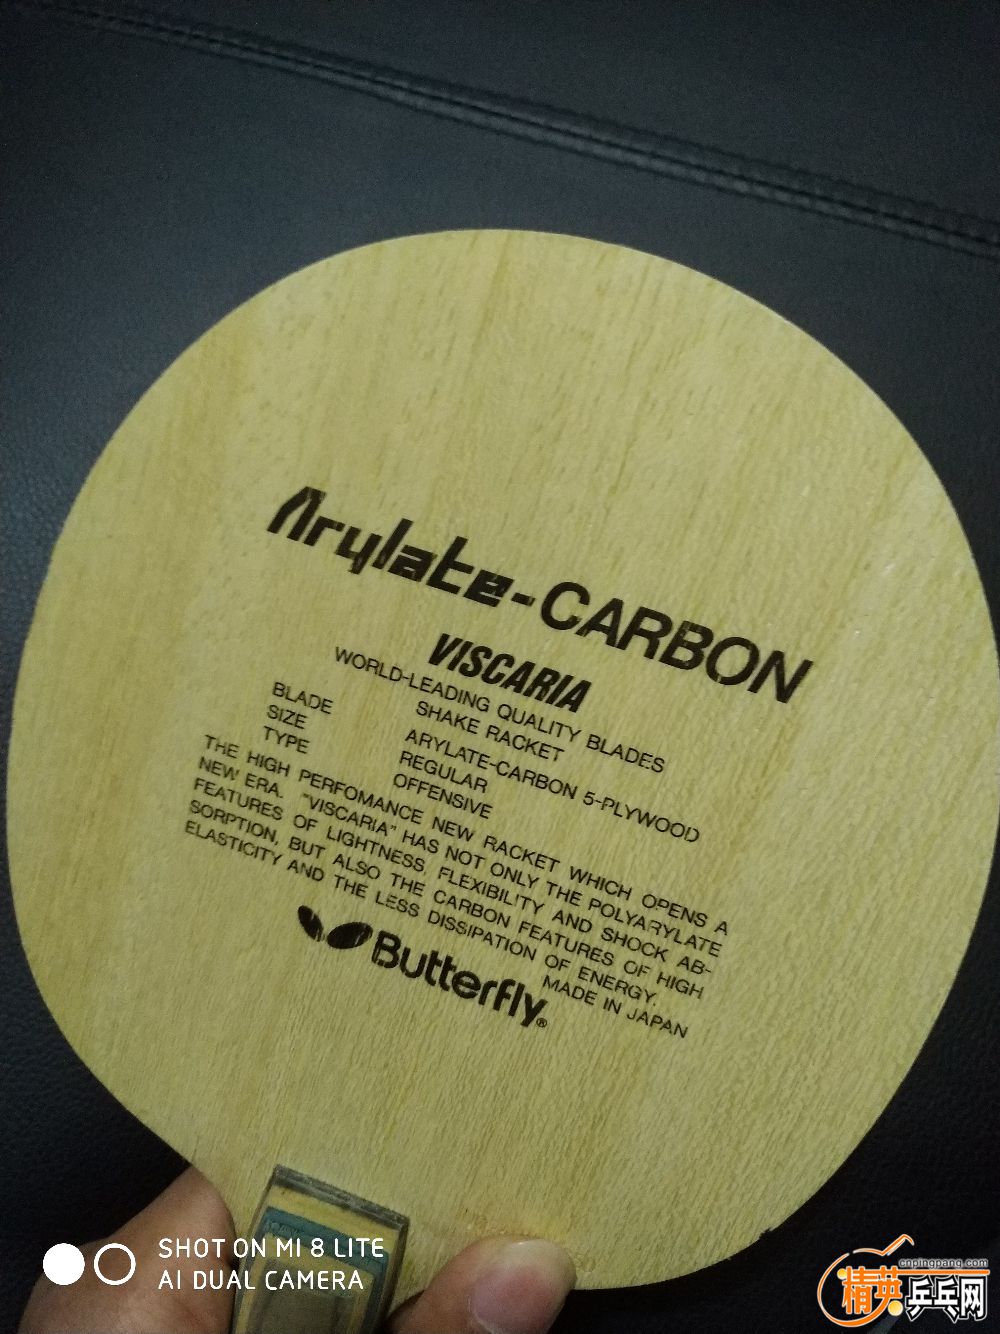 Arylate-CARBON
VISCARIA
WORLD-LEADING QUALITY BLADES
SHAKE RACKET
BLADE ARYLATE-CARBON 5-PLYWOOD
SIZE REGULAR
TYPE OFFENSIVE
THE HIGH PERFOMANCE NEW RACKET WHICH OPENS A
NEW ERA. "VISCARIA" HAS NOT ONLY THE POLYARYLATE
FEATURES OF LIGHTNESS, FLEXIBILITY AND SHOCK AB-
SORPTION, BUT ALSO THE CARBON FEATURES OF HIGH
ELASTICITY AND THE LESS DISSIPATION OF ENERGY.
MADE IN JAPAN
Butterfly®
SHOT ON MI 8 LITE
AI DUAL CAMERA
cnpingpang.com
精英乒乓网